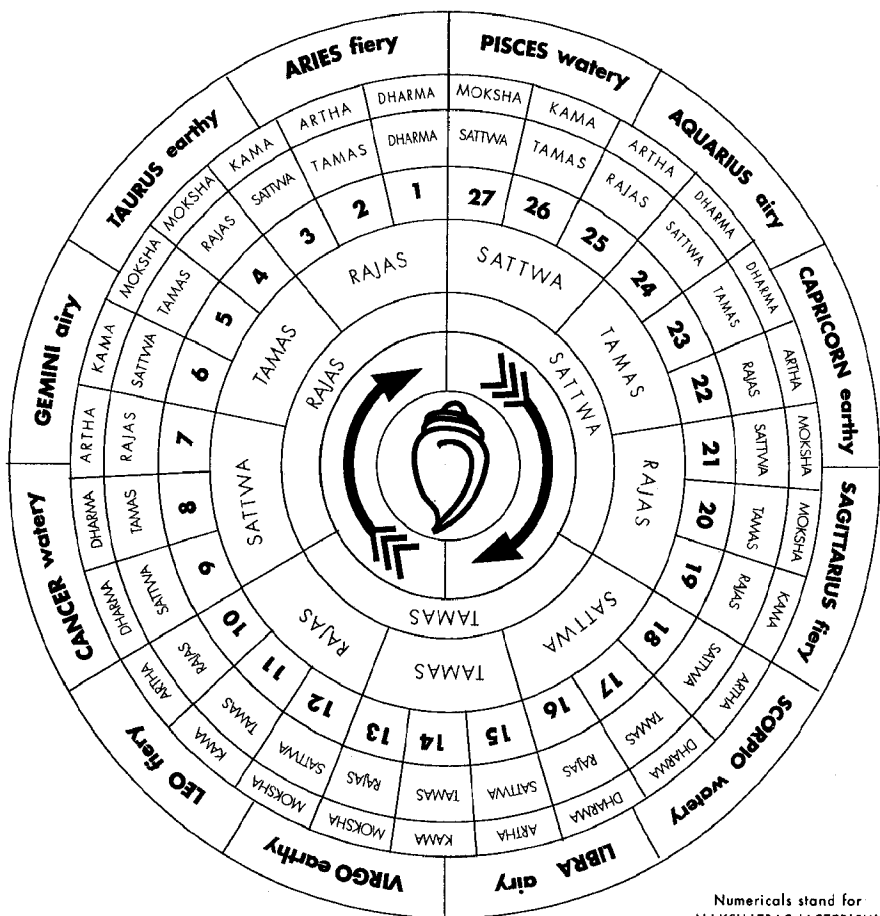 ARIES fiery
TAURUS earthy
GEMINI airy
CANCER watery
LEO fiery
VIRGO earthy
LIBRA airy
SCORPIO watery
SAGITTARIUS fiery
CAPRICORN earthy
AQUARIUS airy
PISCES watery
DHARMA
ARTHA
KAMA
MOKSHA
MOKSHA
KAMA
ARTHA
DHARMA
DHARMA
ARTHA
KAMA
MOKSHA
MOKSHA
KAMA
ARTHA
DHARMA
DHARMA
ARTHA
KAMA
MOKSHA
MOKSHA
ARTHA
DHARMA
DHARMA
ARTHA
KAMA
MOKSHA
DHARMA
TAMAS
SATTWA
RAJAS
TAMAS
SATTWA
RAJAS
TAMAS
SATTWA
RAJAS
TAMAS
SATTWA
RAJAS
TAMAS
SATTWA
RAJAS
TAMAS
SATTWA
RAJAS
TAMAS
SATTWA
RAJAS
TAMAS
SATTWA
RAJAS
TAMAS
SATTWA
1
2
3
4
5
6
7
8
9
10
11
12
13
14
15
16
17
18
19
20
21
22
23
24
25
26
27
RAJAS
TAMAS
SATTWA
RAJAS
TAMAS
SATTWA
RAJAS
TAMAS
SATTWA
RAJAS
TAMAS
SATTWA
Numericals stand for